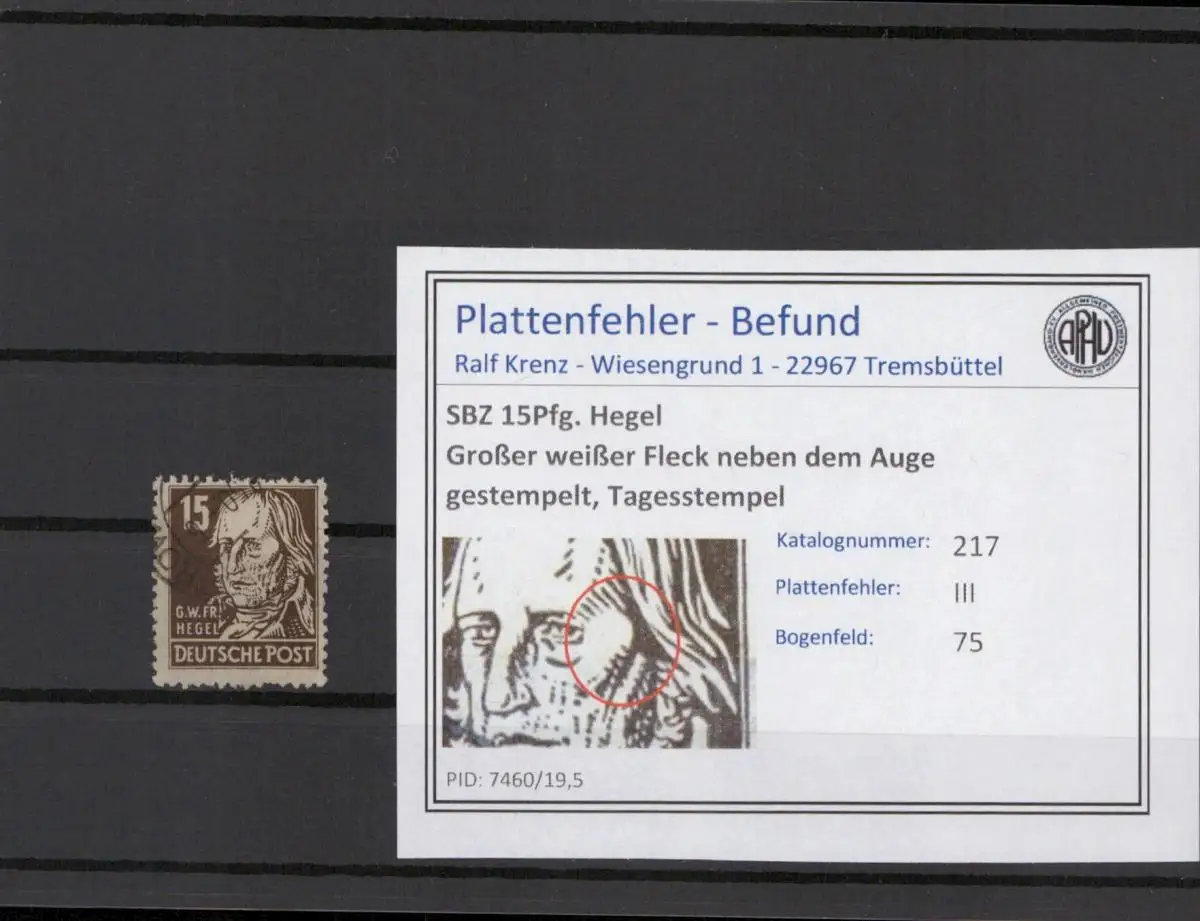 15
G.W.FR.
HEGEL
DEUTSCHE POST
Plattenfehler - Befund
Ralf Krenz - Wiesengrund 1 - 22967 Tremsbüttel
APHV
SBZ 15Pfg. Hegel
Großer weißer Fleck neben dem Auge
gestempelt, Tagesstempel
Katalognummer: 217
Plattenfehler: III
Bogenfeld: 75
PID: 7460/19,5